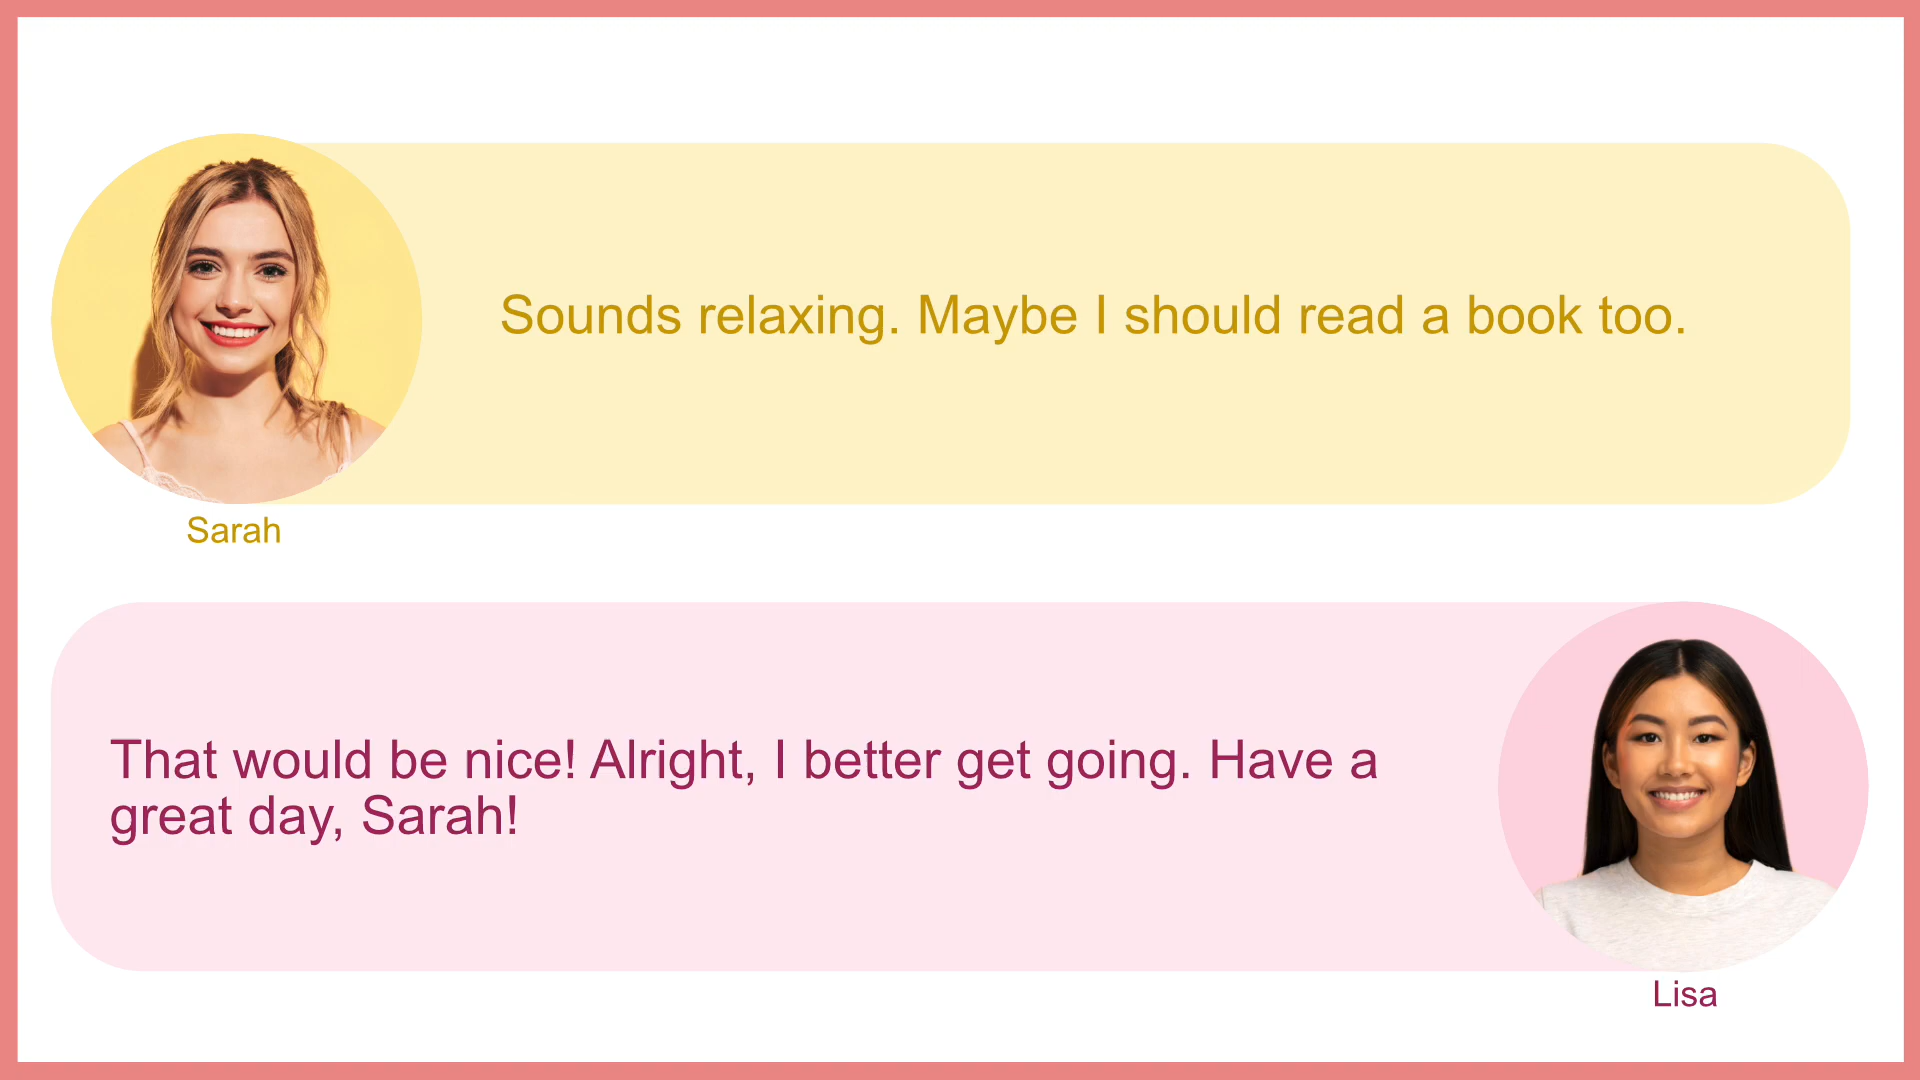 Sounds relaxing. Maybe I should read a book too.
Sarah
That would be nice! Alright, I better get going. Have a
great day, Sarah!
Lisa